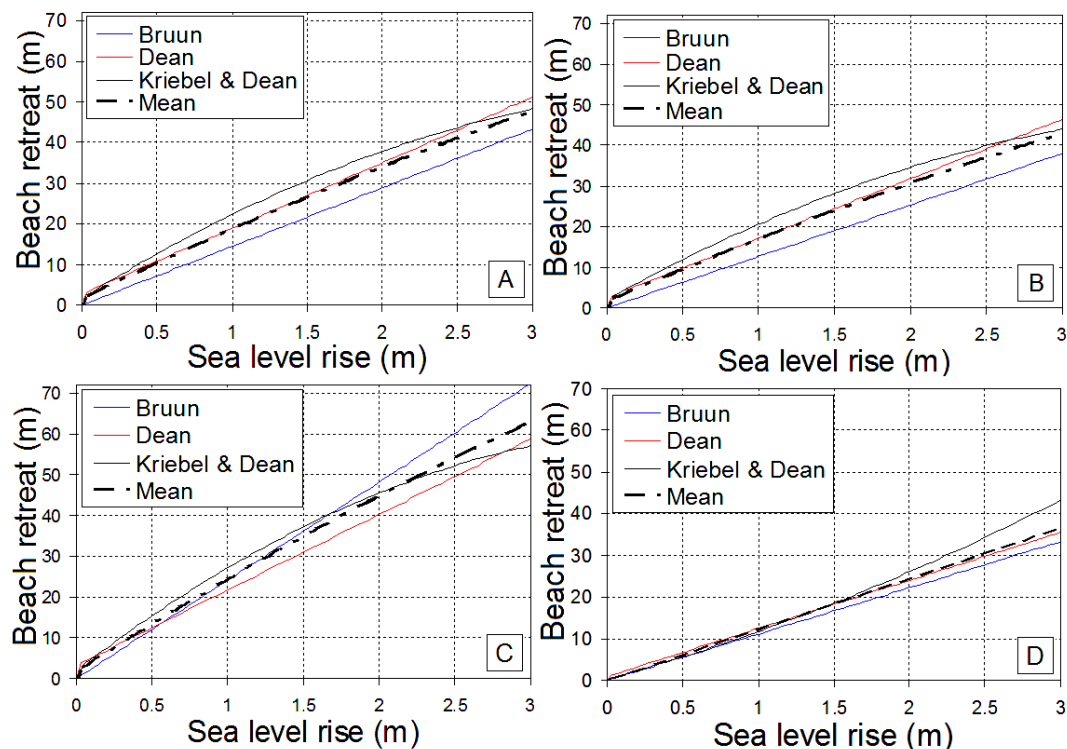 Beach retreat (m)
70
60
50
40
30
20
10
0
Bruun
Dean
Kriebel & Dean
Mean
A
0 0.5 1 1.5 2 2.5 3
Sea level rise (m)
Beach retreat (m)
70
60
50
40
30
20
10
0
Bruun
Dean
Kriebel & Dean
Mean
B
0 0.5 1 1.5 2 2.5 3
Sea level rise (m)
Beach retreat (m)
70
60
50
40
30
20
10
0
Bruun
Dean
Kriebel & Dean
Mean
C
0 0.5 1 1.5 2 2.5 3
Sea level rise (m)
Beach retreat (m)
70
60
50
40
30
20
10
0
Bruun
Dean
Kriebel & Dean
Mean
D
0 0.5 1 1.5 2 2.5 3
Sea level rise (m)